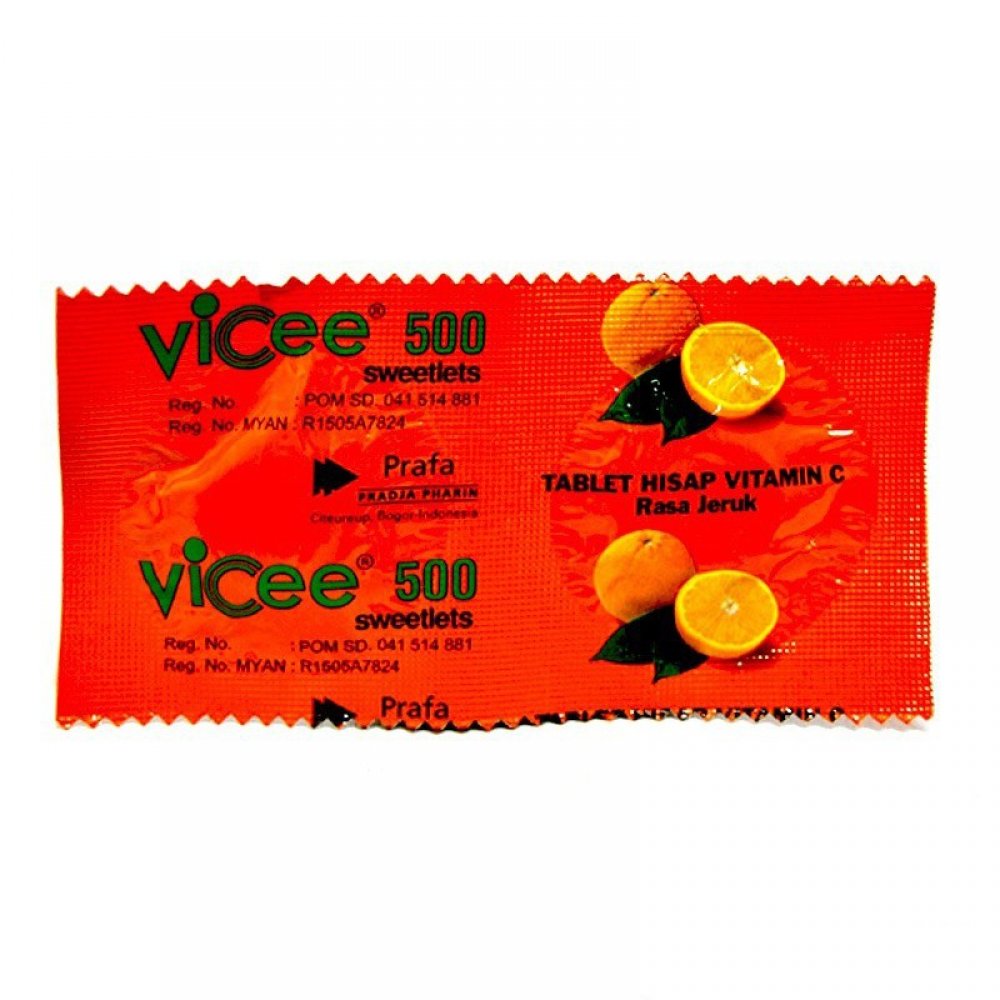 vicee® 500
sweetlets
Reg. No. : POM SD. 041 514 881
Reg. No. MYAN : R1505A7824
Prafa
PRADJA PHARIN
Citeureup, Bogor-Indonesia
TABLET HISAP VITAMIN C
Rasa Jeruk
vicee® 500
sweetlets
Reg. No. : POM SD. 041 514 881
Reg. No. MYAN : R1505A7824
Prafa